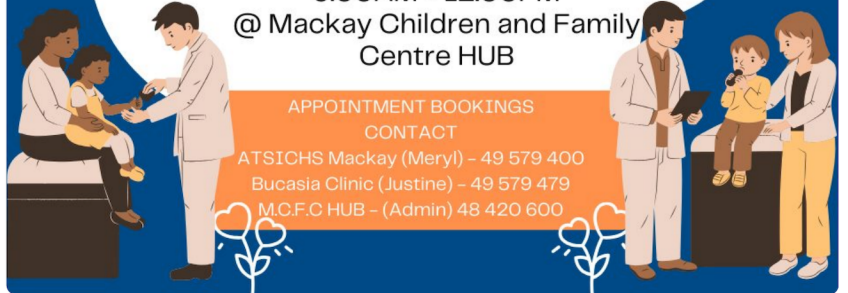 @ Mackay Children and Family
Centre HUB
APPOINTMENT BOOKINGS
CONTACT
ATSICHS Mackay (Meryl) - 49 579 400
Bucasia Clinic (Justine) - 49 579 479
M.C.F.C HUB - (Admin) 48 420 600